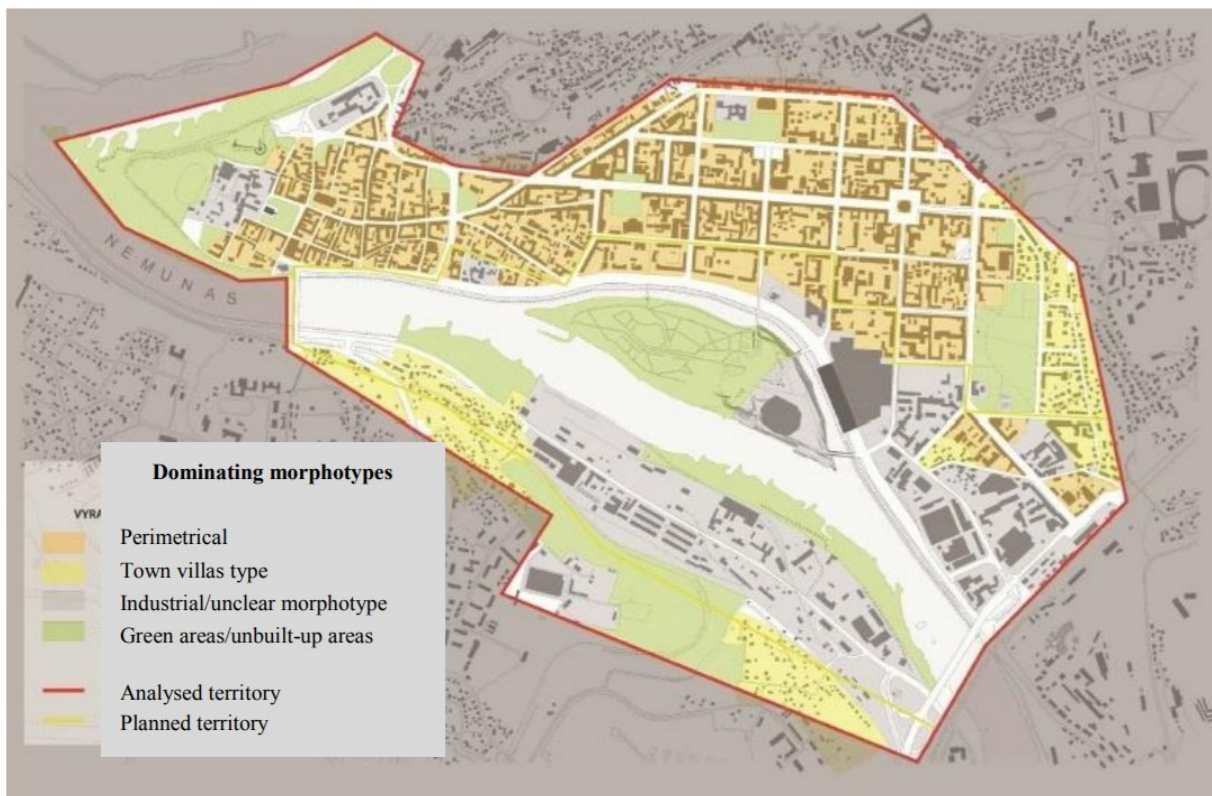 NEMUNAS
Dominating morphotypes
VYRA
Perimetrical
Town villas type
Industrial/unclear morphotype
Green areas/unbuilt-up areas
Analysed territory
Planned territory